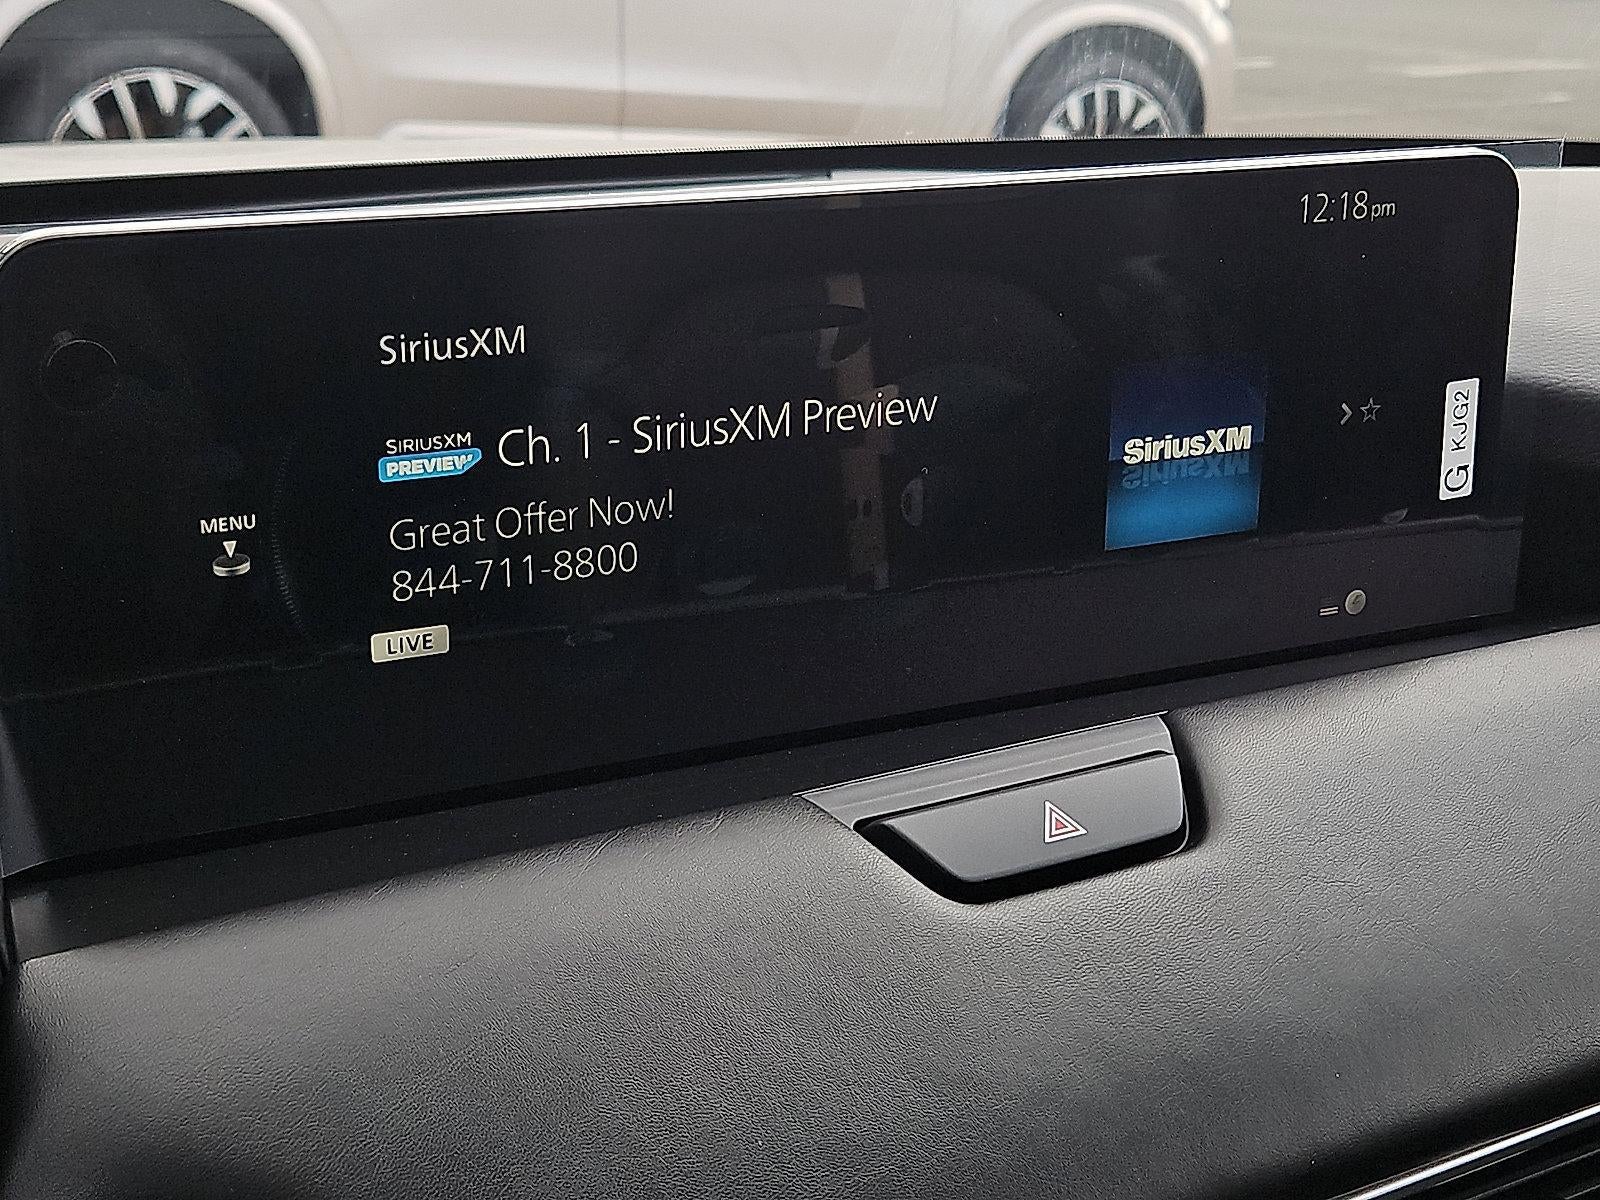 12:18pm
SiriusXM
SIRIUSXM
PREVIEW
Ch. 1 - SiriusXM Preview
SiriusXM
MENU
Great Offer Now!
844-711-8800
LIVE
G KJG2